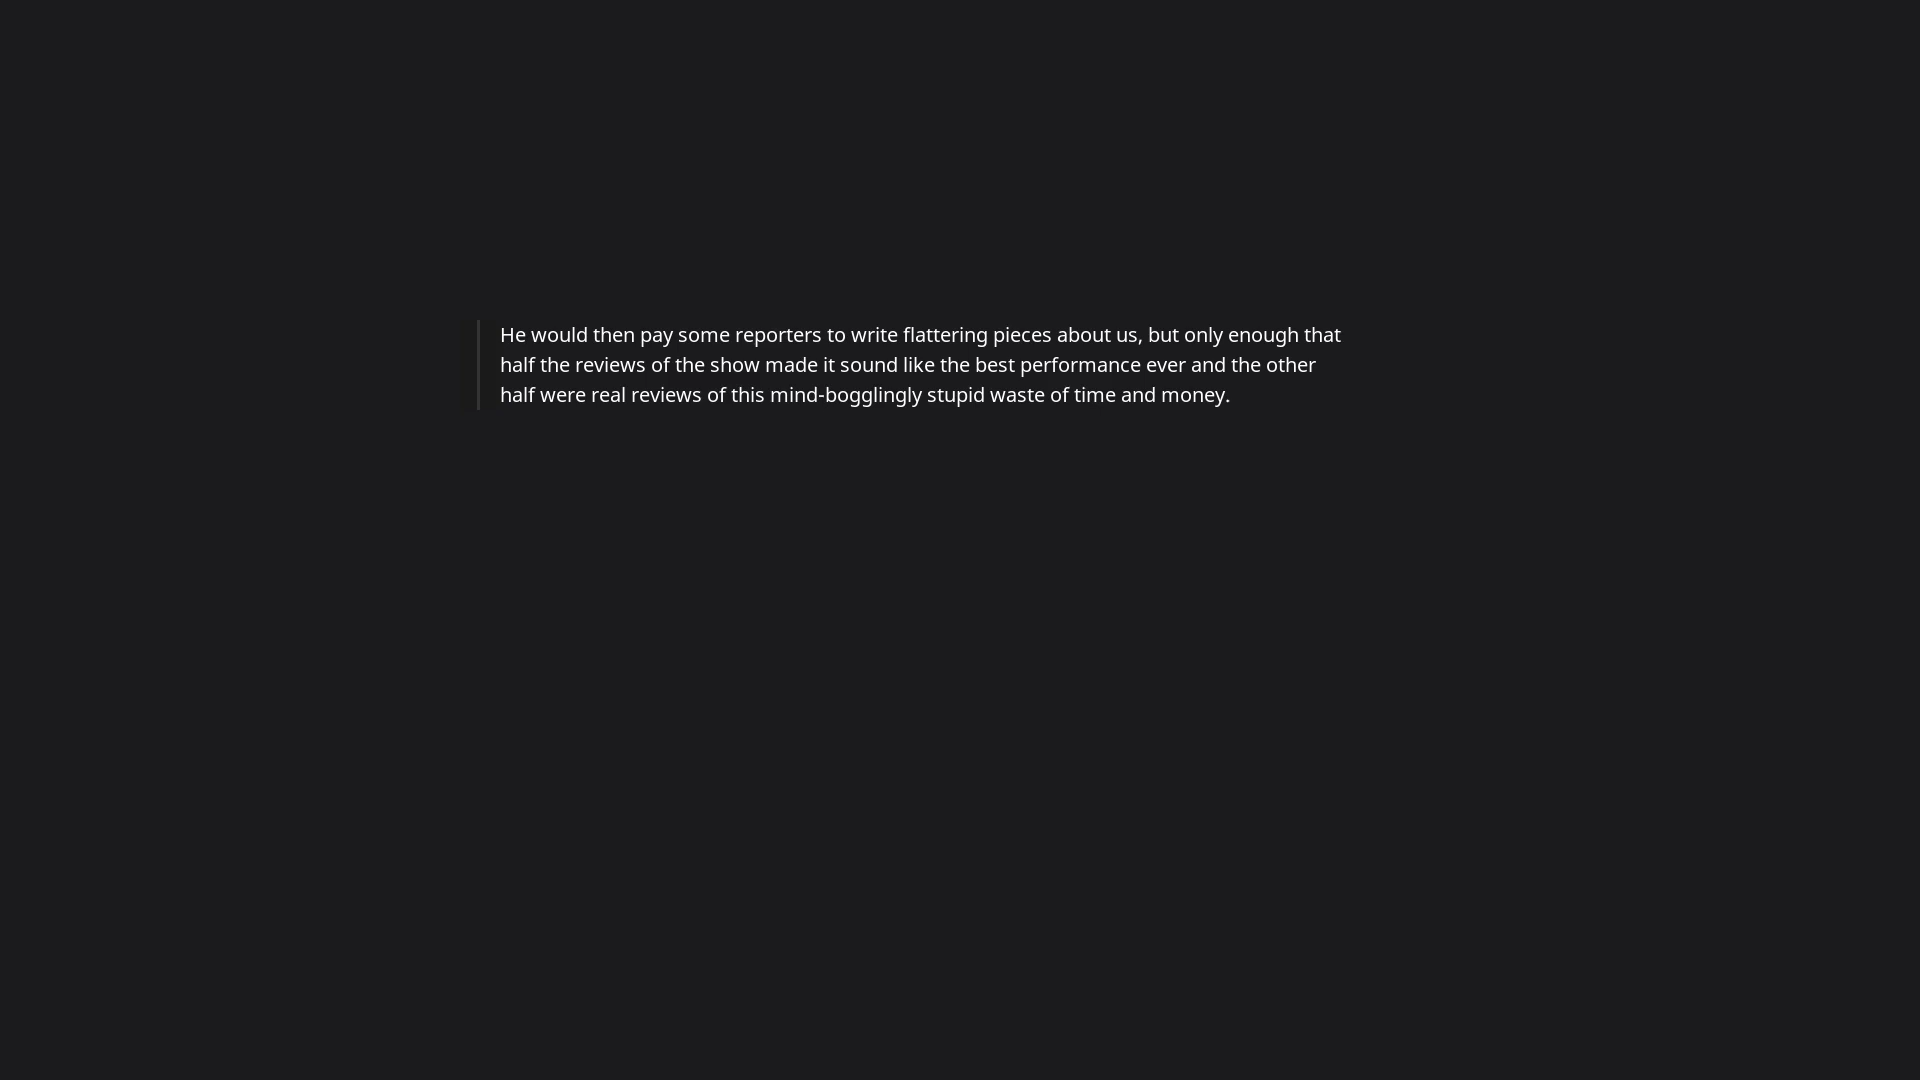 He would then pay some reporters to write flattering pieces about us, but only enough that
half the reviews of the show made it sound like the best performance ever and the other
half were real reviews of this mind-bogglingly stupid waste of time and money.